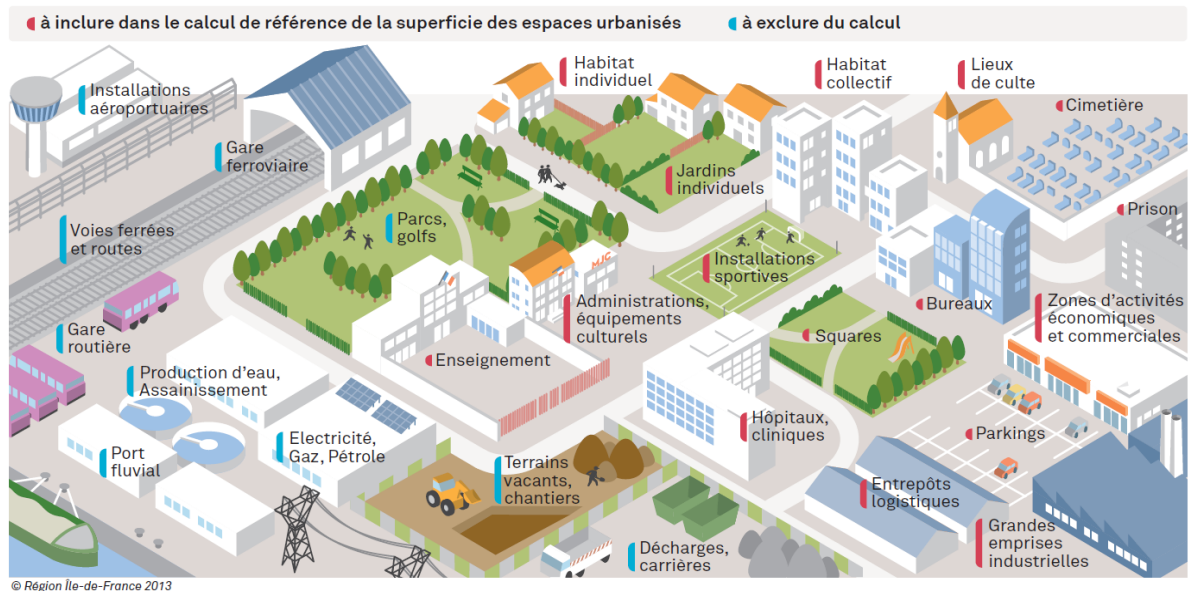 à inclure dans le calcul de référence de la superficie des espaces urbanisés
à exclure du calcul
Installations
aéroportuaires
Gare
ferroviaire
Voies ferrées
et routes
Gare
routière
Production d'eau,
Assainissement
Port
fluvial
Electricité,
Gaz, Pétrole
Parcs,
golfs
Enseignement
Terrains
vacants,
chantiers
Habitat
individuel
Jardins
individuels
MJC
Administrations,
équipements
culturels
Installations
sportives
Habitat
collectif
Lieux
de culte
Cimetière
Prison
Bureaux
Squares
Zones d'activités
économiques
et commerciales
Hôpitaux,
cliniques
Parkings
Entrepôts
logistiques
Grandes
emprises
industrielles
Décharges,
carrières
© Région Île-de-France 2013